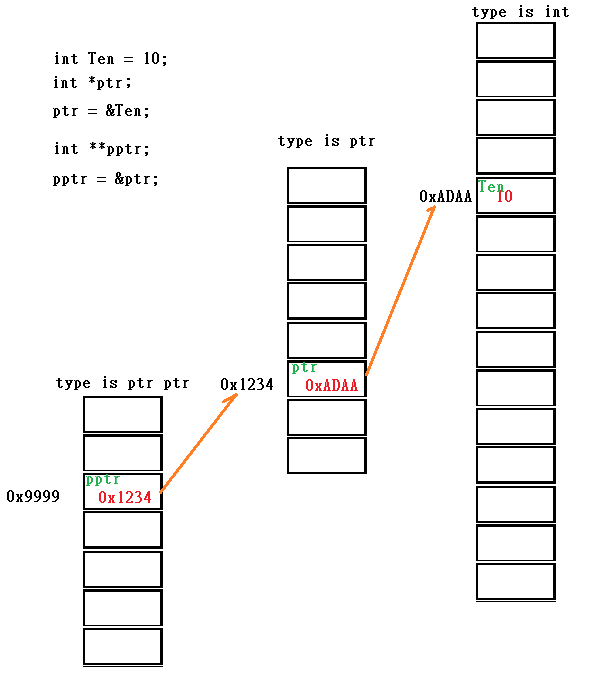 type is int
int Ten = 10;
int *ptr;
ptr = &Ten;
int **pptr;
pptr = &ptr;
type is ptr
0xADAA
Ten
10
ptr
0xADAA
type is ptr ptr
0x1234
pptr
0x1234
0x9999